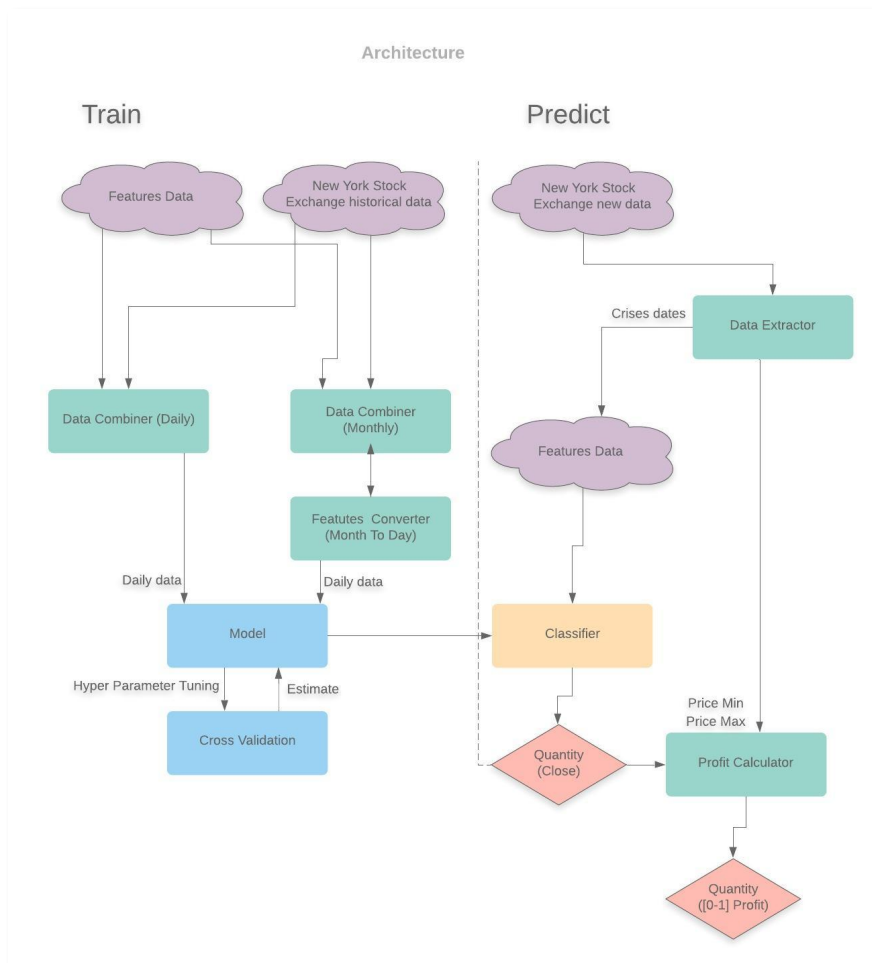 Architecture
Train
Predict
Features Data
New York Stock
Exchange historical data
New York Stock
Exchange new data
Crises dates
Data Extractor
Data Combiner (Daily)
Data Combiner
(Monthly)
Features Data
Featutes Converter
(Month To Day)
Daily data
Daily data
Model
Classifier
Hyper Parameter Tuning
Estimate
Price Min
Price Max
Cross Validation
Quantity
(Close)
Profit Calculator
Quantity
([0-1] Profit)